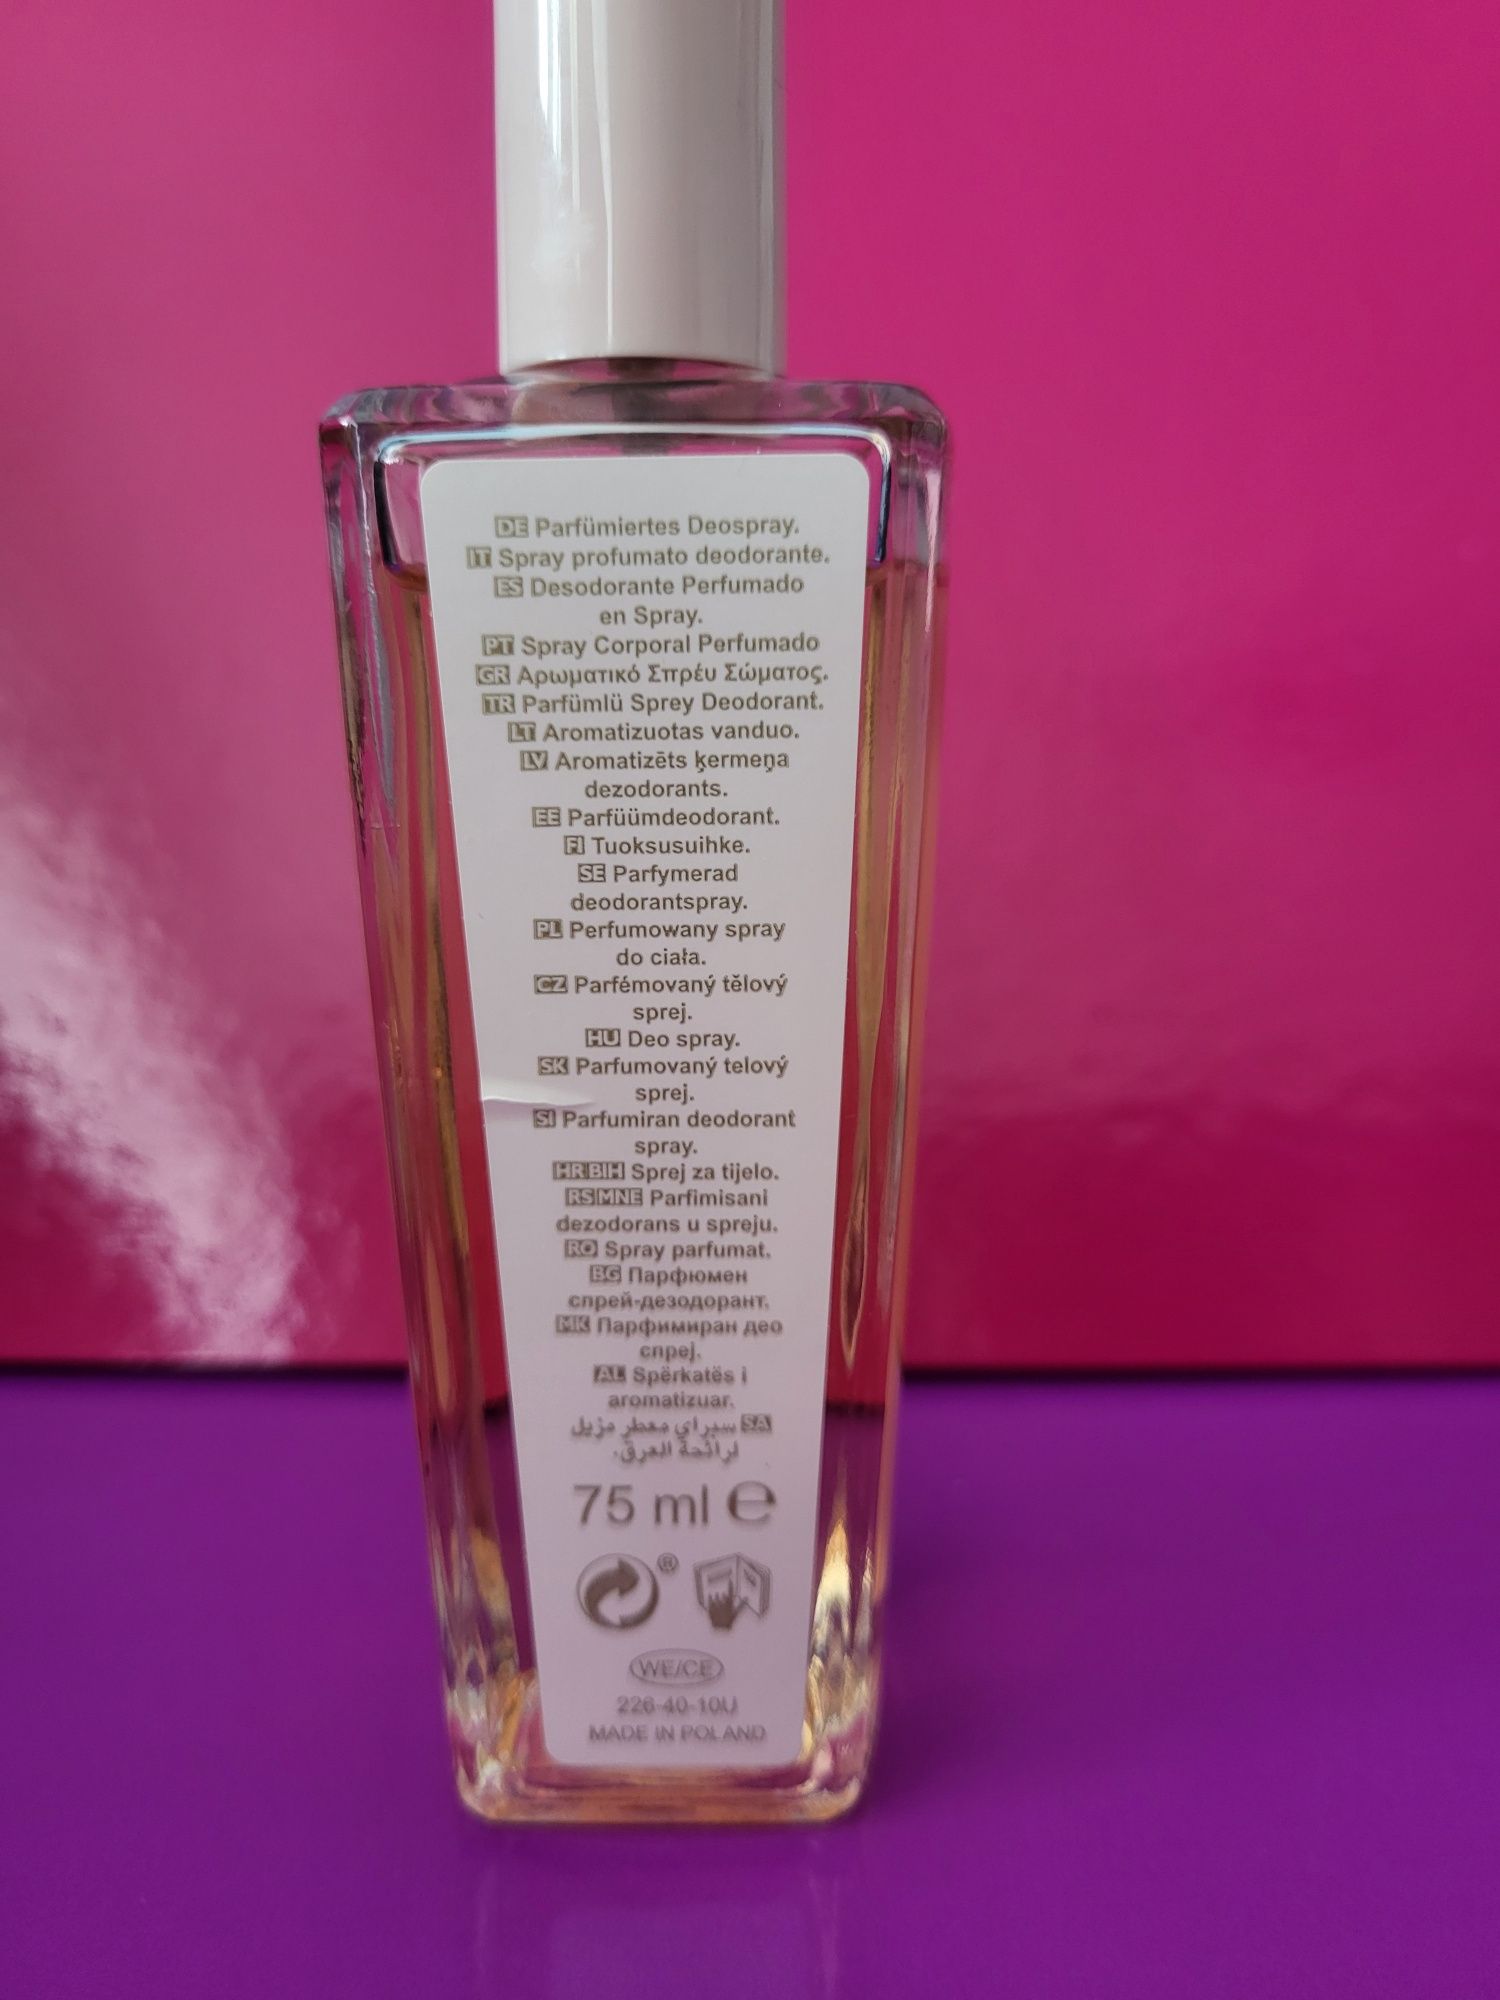 DE Parfümiertes Deospray.
IT Spray profumato deodorante.
ES Desodorante Perfumado
en Spray.
PT Spray Corporal Perfumado
GR Αρωματικό Σπρέυ Σώματος.
TR Parfümlü Sprey Deodorant.
LT Aromatizuotas vanduo.
LV Aromatizēts ķermeņa
dezodorants.
EE Parfüümdeodorant.
FI Tuoksusuihke.
SE Parfymerad
deodorantspray.
PL Perfumowany spray
do ciała.
CZ Parfémovaný tělový
sprej.
HU Deo spray.
SK Parfumovaný telový
sprej.
SI Parfumiran deodorant
spray.
HR BIH Sprej za tijelo.
RS MNE Parfimisani
dezodorans u spreju.
RO Spray parfumat.
BG Парфюмен
спрей-дезодорант.
MK Парфимиран део
спреј.
AL Spërkatës i
aromatizuar.
SA سبراي معطر مزيل
لرائحة العرق.
75 ml ℮
®
WE/CE
226-40-10U
MADE IN POLAND